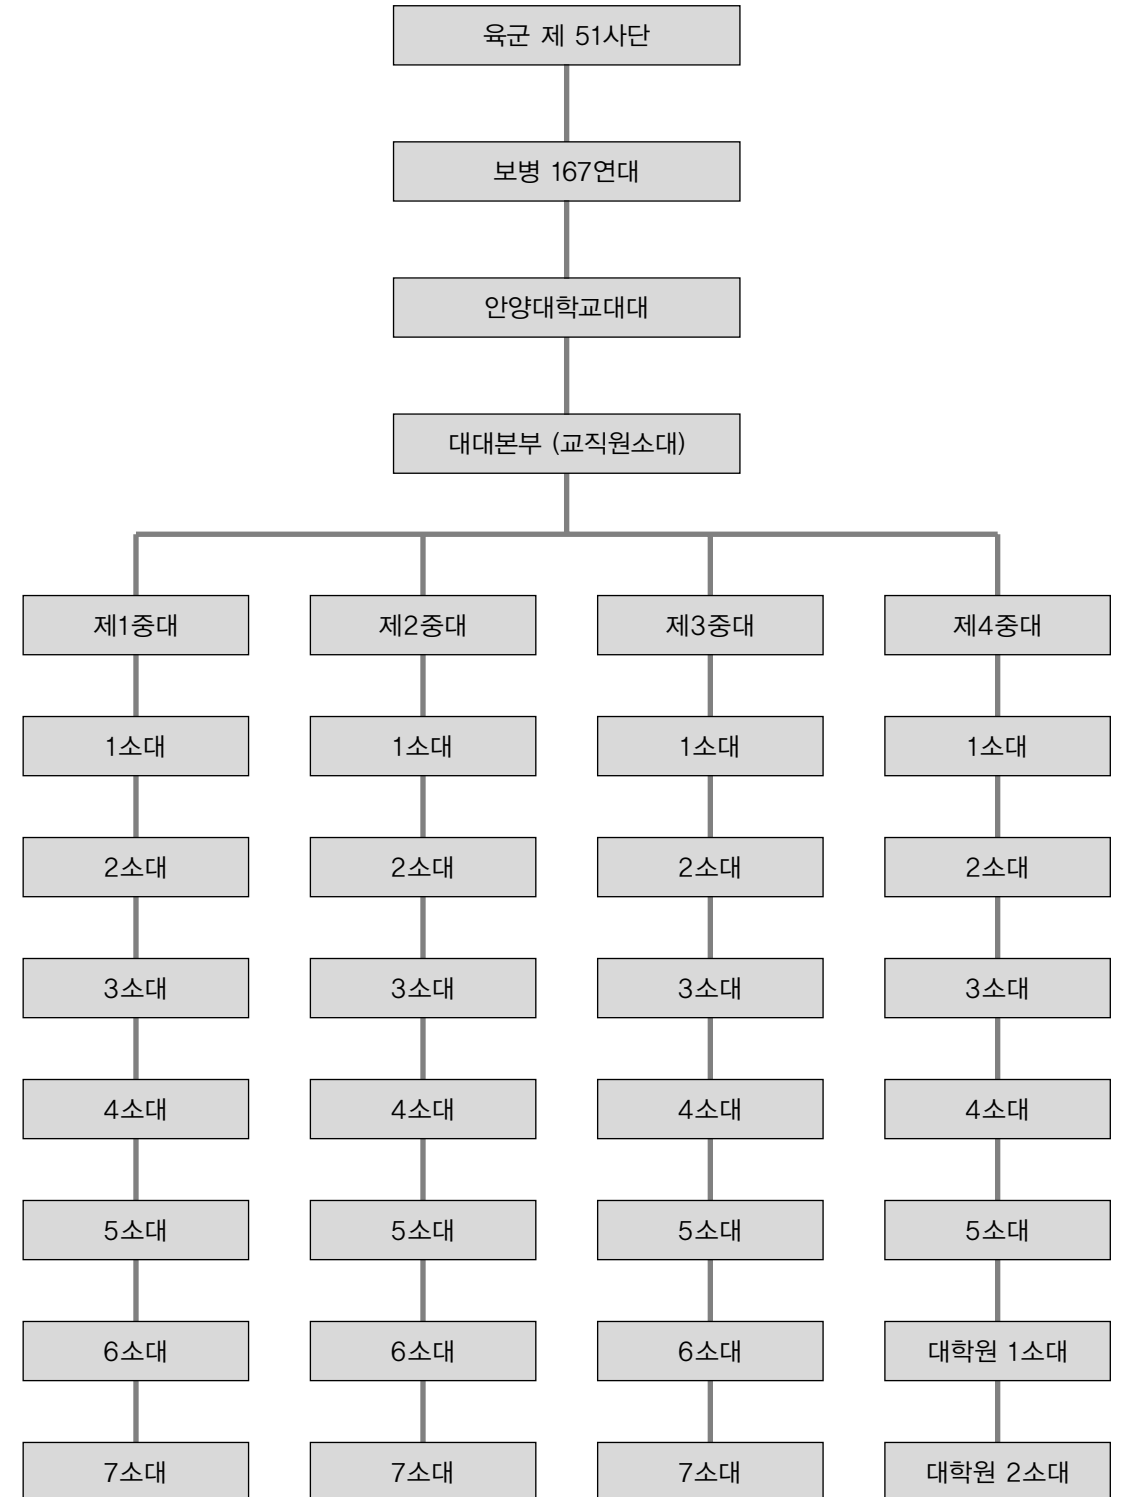 육군 제 51사단
보병 167연대
안양대학교대대
대대본부 (교직원소대)
제1중대
제2중대
제3중대
제4중대
1소대
1소대
1소대
1소대
2소대
2소대
2소대
2소대
3소대
3소대
3소대
3소대
4소대
4소대
4소대
4소대
5소대
5소대
5소대
5소대
6소대
6소대
6소대
대학원 1소대
7소대
7소대
7소대
대학원 2소대